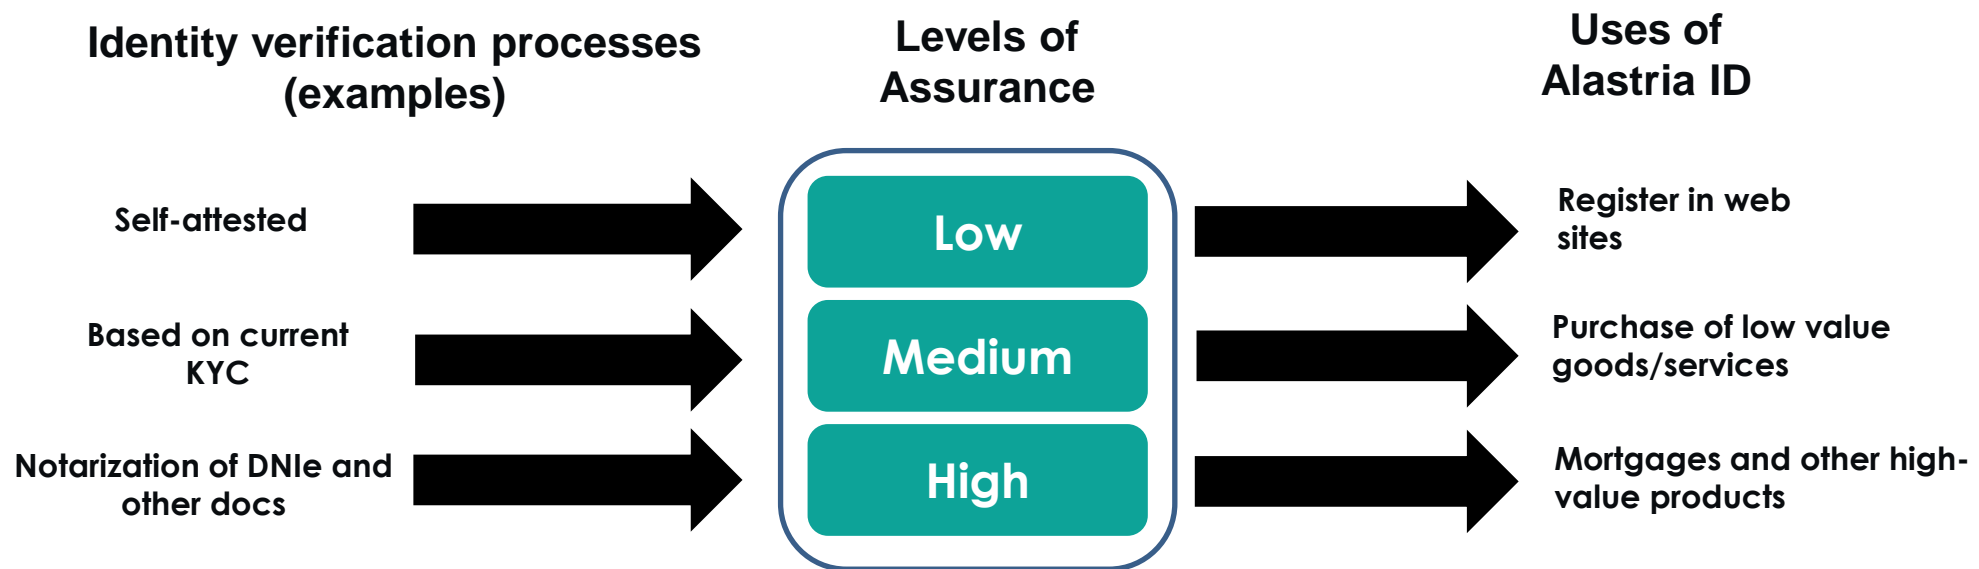 Identity verification processes
(examples)
Levels of
Assurance
Uses of
Alastria ID
Self-attested
Low
Register in web
sites
Based on current
KYC
Medium
Purchase of low value
goods/services
Notarization of DNIe and
other docs
High
Mortgages and other high-
value products